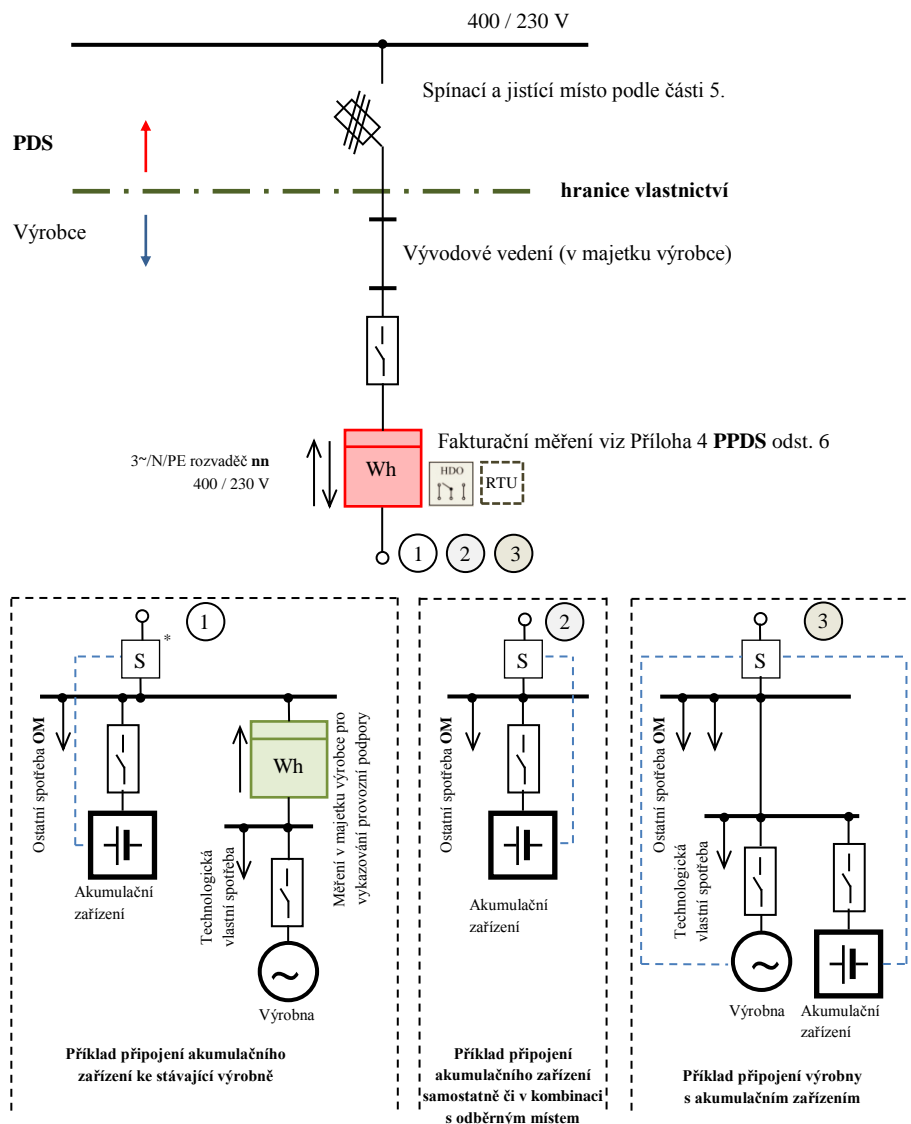 400 / 230 V
Spínací a jistící místo podle části 5.
PDS
hranice vlastnictví
Výrobce
Vývodové vedení (v majetku výrobce)
Fakturační měření viz Příloha 4 PPDS odst. 6
3~/N/PE rozvaděč nn
400 / 230 V
Wh
HDO
RTU
1
2
3
1
S
*
Ostatní spotřeba OM
Wh
Měření v majetku výrobce pro
vykazování provozní podpory
Akumulační
zařízení
Technologická
vlastní spotřeba
~
Výrobna
Příklad připojení akumulačního
zařízení ke stávající výrobně
2
S
Ostatní spotřeba OM
Akumulační
zařízení
Příklad připojení
akumulačního zařízení
samostatně či v kombinaci
s odběrným místem
3
S
Ostatní spotřeba OM
Technologická
vlastní spotřeba
~
Výrobna
Akumulační
zařízení
Příklad připojení výrobny
s akumulačním zařízením